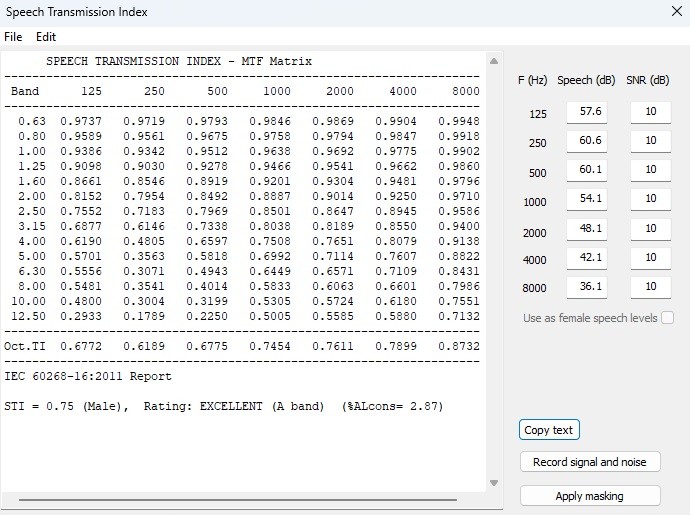 Speech Transmission Index
File Edit
SPEECH TRANSMISSION INDEX - MTF Matrix
Band 125 250 500 1000 2000 4000 8000
0.63 0.9737 0.9719 0.9793 0.9846 0.9869 0.9904 0.9948
0.80 0.9589 0.9561 0.9675 0.9758 0.9794 0.9847 0.9918
1.00 0.9386 0.9342 0.9512 0.9638 0.9692 0.9775 0.9902
1.25 0.9098 0.9030 0.9278 0.9466 0.9541 0.9662 0.9860
1.60 0.8661 0.8546 0.8919 0.9201 0.9304 0.9481 0.9796
2.00 0.8152 0.7954 0.8492 0.8887 0.9014 0.9250 0.9710
2.50 0.7552 0.7183 0.7969 0.8501 0.8647 0.8945 0.9586
3.15 0.6877 0.6146 0.7338 0.8038 0.8189 0.8550 0.9400
4.00 0.6190 0.4805 0.6597 0.7508 0.7651 0.8079 0.9138
5.00 0.5701 0.3563 0.5818 0.6992 0.7114 0.7607 0.8822
6.30 0.5556 0.3071 0.4943 0.6449 0.6571 0.7109 0.8431
8.00 0.5481 0.3541 0.4014 0.5833 0.6063 0.6601 0.7986
10.00 0.4800 0.3004 0.3199 0.5305 0.5724 0.6180 0.7551
12.50 0.2933 0.1789 0.2250 0.5005 0.5585 0.5880 0.7132
Oct.TI 0.6772 0.6189 0.6775 0.7454 0.7611 0.7899 0.8732
IEC 60268-16:2011 Report
STI = 0.75 (Male), Rating: EXCELLENT (A band) (%ALcons= 2.87)
F (Hz) Speech (dB) SNR (dB)
125 57.6 10
250 60.6 10
500 60.1 10
1000 54.1 10
2000 48.1 10
4000 42.1 10
8000 36.1 10
Use as female speech levels
Copy text
Record signal and noise
Apply masking